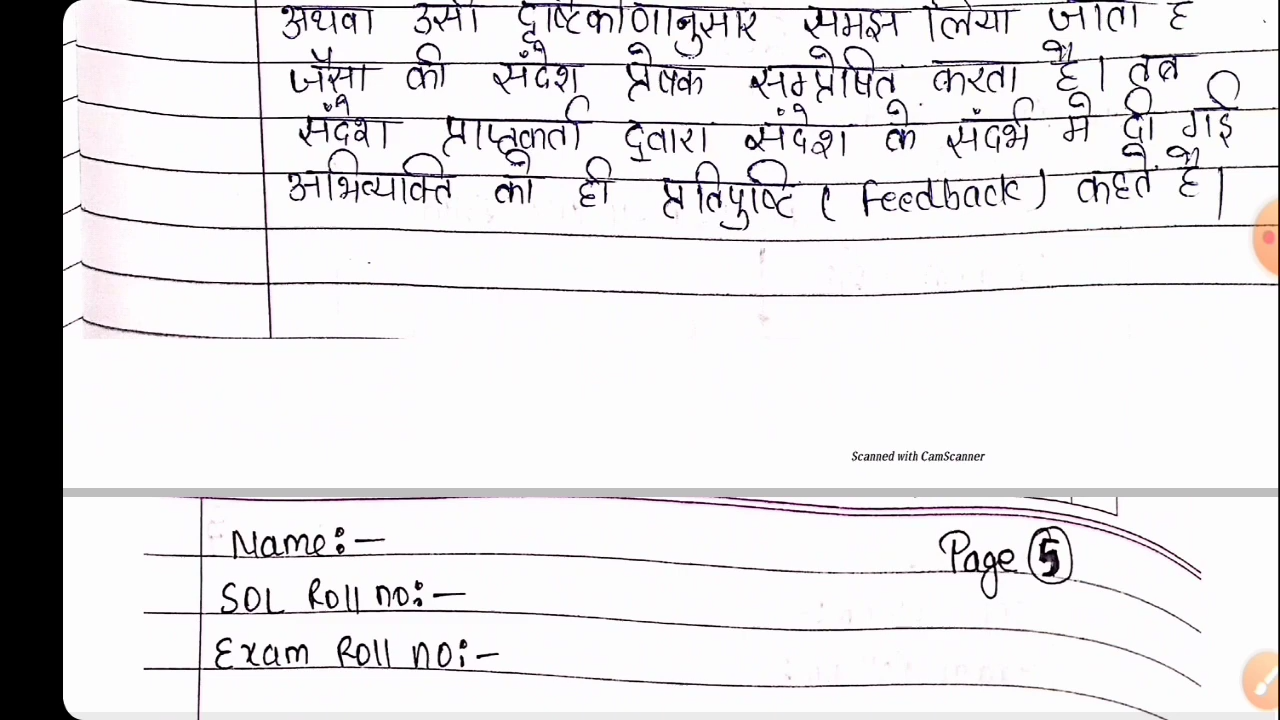 अथवा उसी दृष्टिकोणानुसार समझ लिया जाता है
जैसा की संदेश प्रेषक सम्प्रेषित करता है। तब
संदेश प्राप्तकर्ता दुवारा संदेश के संदर्भ मे दी गई
अभिव्यक्ति को ही प्रतिपुष्टि ( Feedback ) कहते है।
Scanned with CamScanner
Name:-
Page 5
SOL Roll no:-
Exam Roll no:-